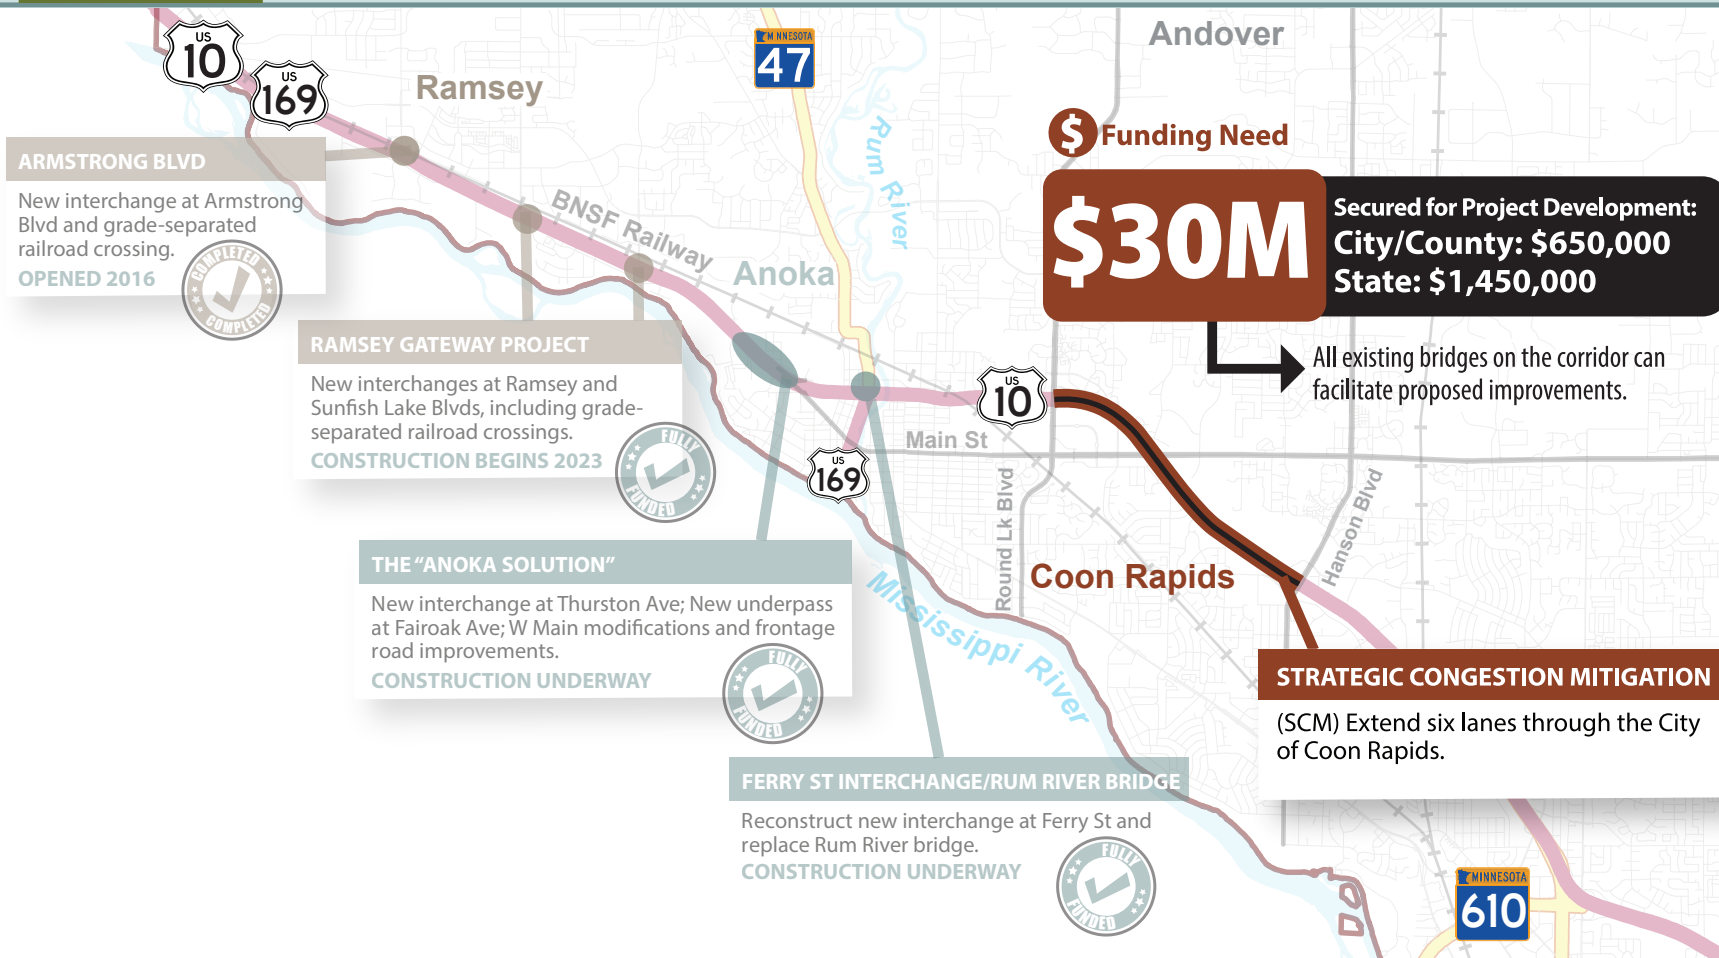 US
10
US
169
Ramsey
MINNESOTA
47
Andover
Rum River
BNSF Railway
Anoka
$ Funding Need
$30M
Secured for Project Development:
City/County: $650,000
State: $1,450,000
All existing bridges on the corridor can
facilitate proposed improvements.
ARMSTRONG BLVD
New interchange at Armstrong
Blvd and grade-separated
railroad crossing.
OPENED 2016
COMPLETED
COMPLETED
RAMSEY GATEWAY PROJECT
New interchanges at Ramsey and
Sunfish Lake Blvds, including grade-
separated railroad crossings.
CONSTRUCTION BEGINS 2023
FULLY
FUNDED
US
10
Main St
US
169
Round Lk Blvd
Hanson Blvd
Coon Rapids
Mississippi River
THE “ANOKA SOLUTION”
New interchange at Thurston Ave; New underpass
at Fairoak Ave; W Main modifications and frontage
road improvements.
CONSTRUCTION UNDERWAY
FULLY
FUNDED
STRATEGIC CONGESTION MITIGATION
(SCM) Extend six lanes through the City
of Coon Rapids.
FERRY ST INTERCHANGE/RUM RIVER BRIDGE
Reconstruct new interchange at Ferry St and
replace Rum River bridge.
CONSTRUCTION UNDERWAY
FULLY
FUNDED
MINNESOTA
610